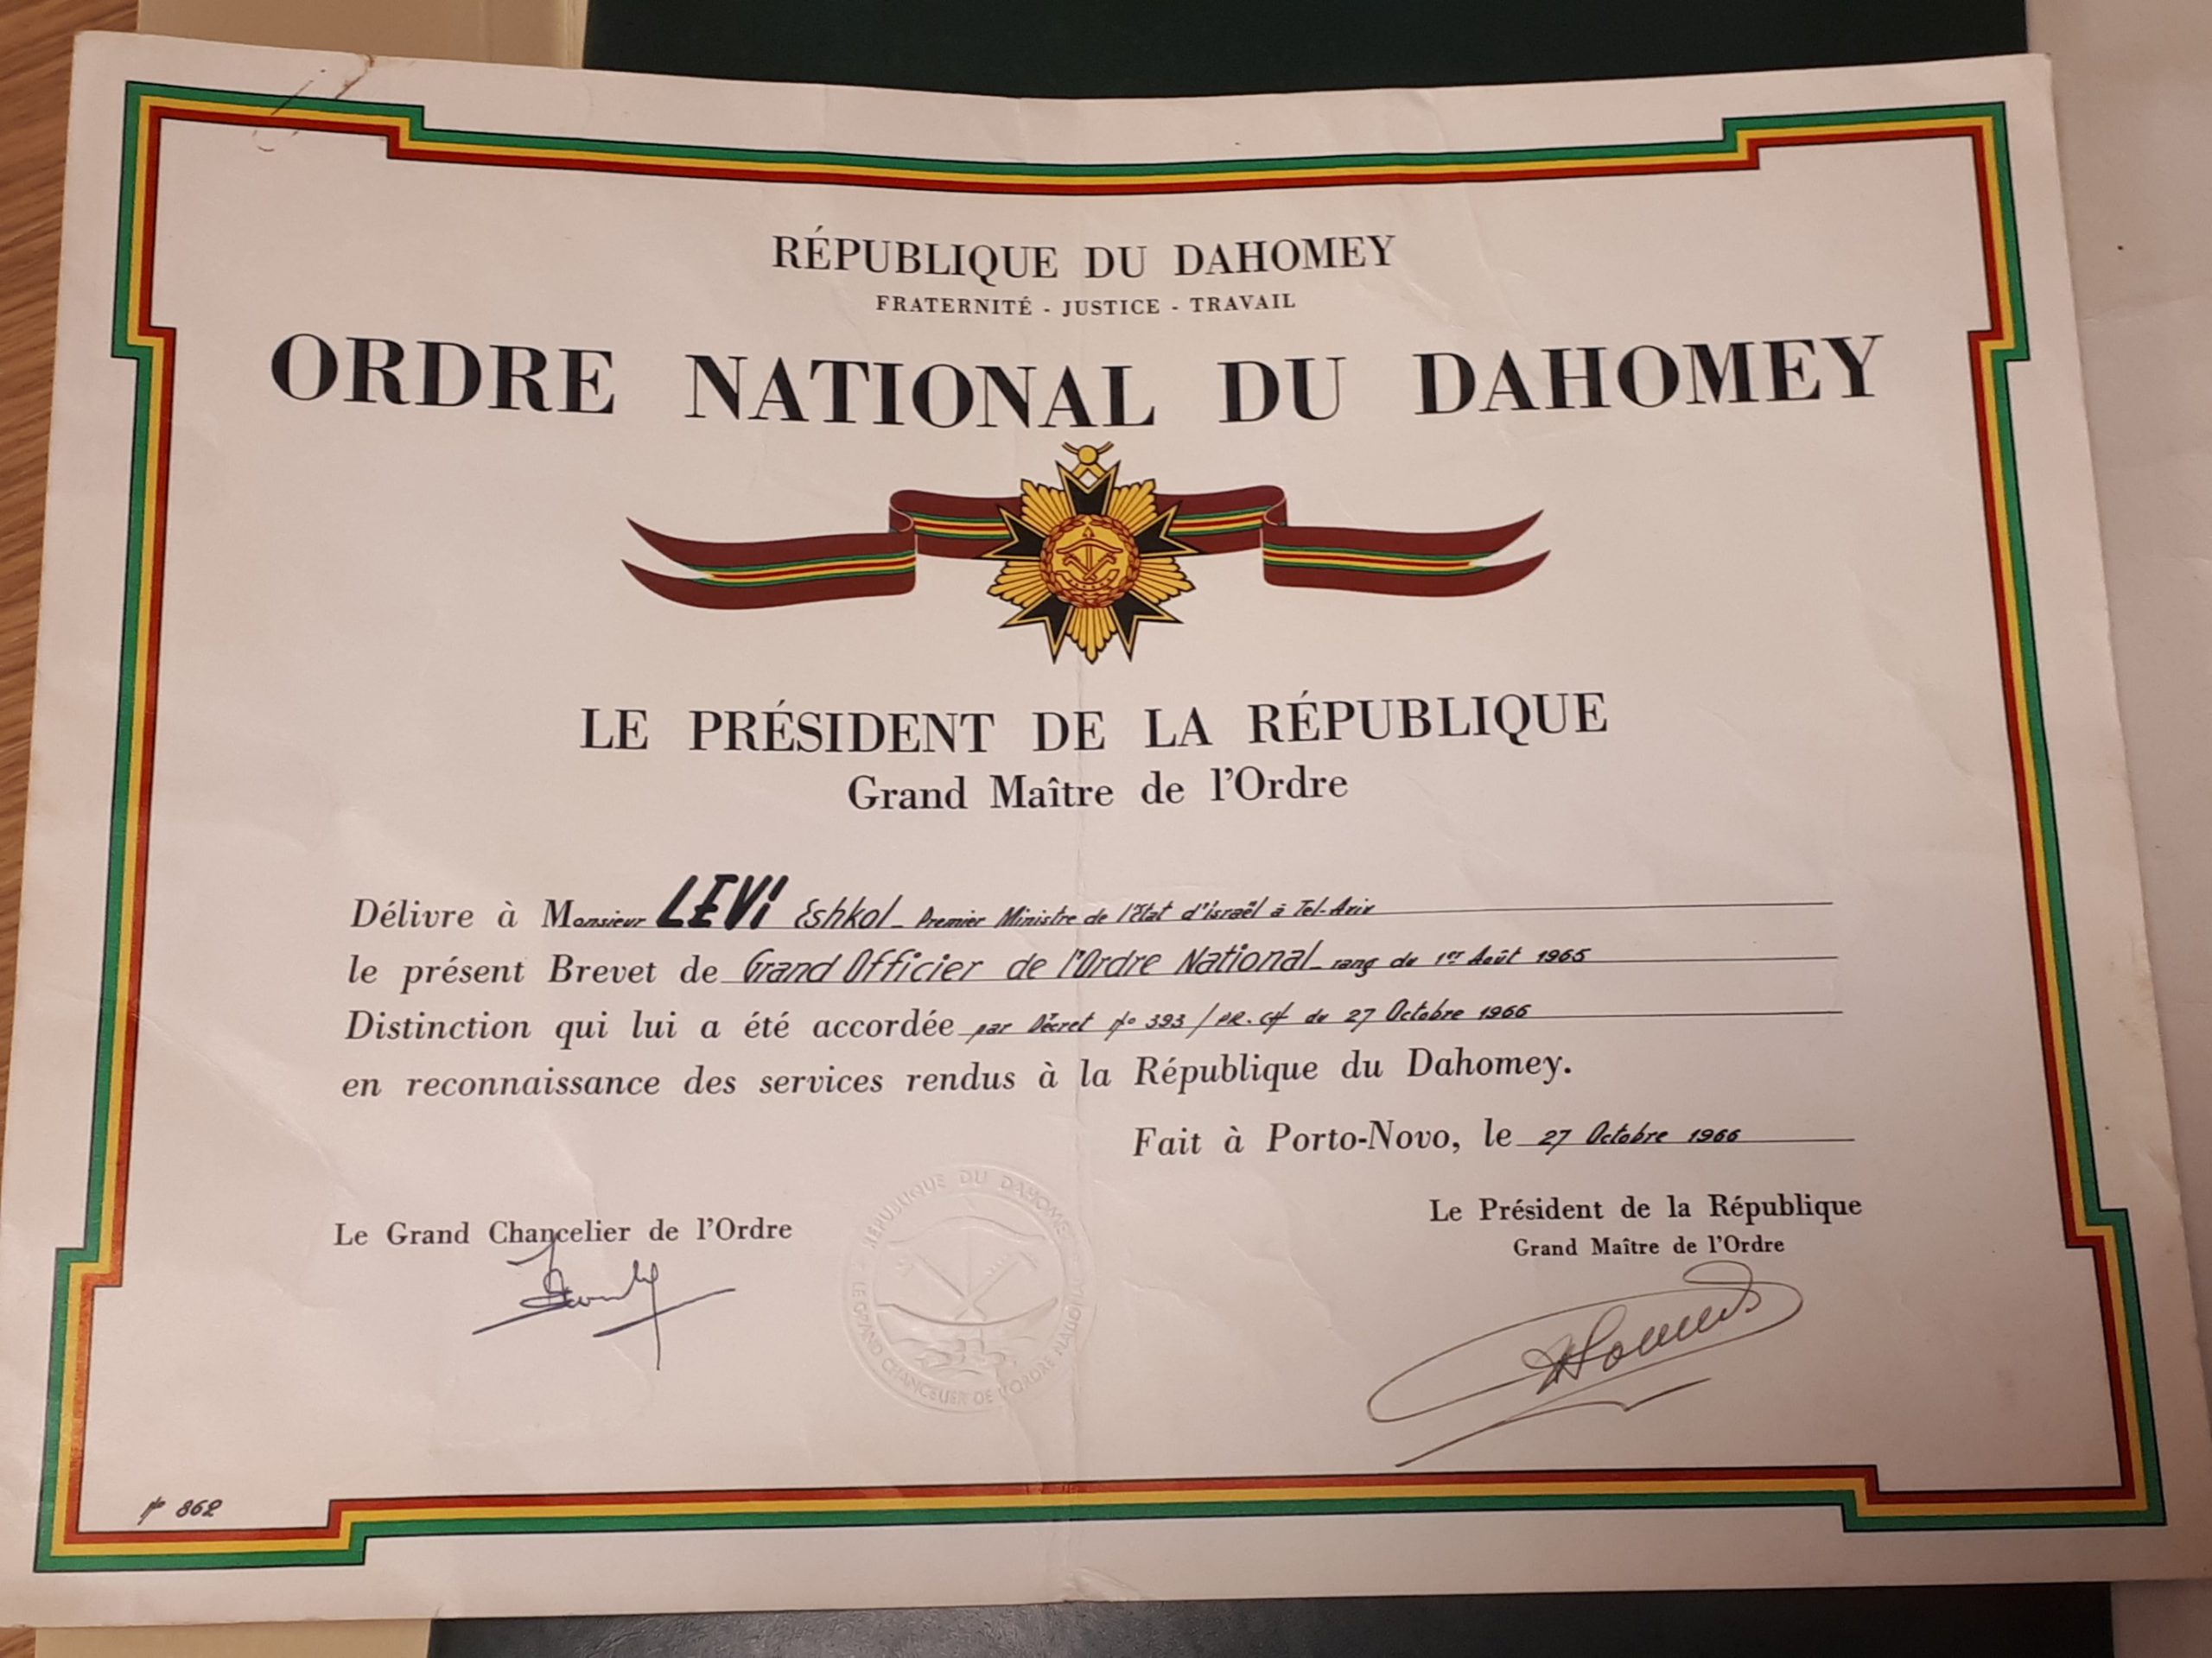 RÉPUBLIQUE DU DAHOMEY
FRATERNITÉ - JUSTICE - TRAVAIL
ORDRE NATIONAL DU DAHOMEY
LE PRÉSIDENT DE LA RÉPUBLIQUE
Grand Maître de l'Ordre
Délivre à Monsieur LEVI Eshkol - Premier Ministre de l'État d'Israël à Tel-Aviv
le présent Brevet de Grand Officier de l'Ordre National - rang du 1er Août 1965
Distinction qui lui a été accordée par Décret No 393 / PR. CH du 27 Octobre 1966
en reconnaissance des services rendus à la République du Dahomey.
Fait à Porto-Novo, le 27 Octobre 1966
Le Grand Chancelier de l'Ordre
RÉPUBLIQUE DU DAHOMEY
LE GRAND CHANCELIER DE L'ORDRE NATIONAL
Le Président de la République
Grand Maître de l'Ordre
No 862